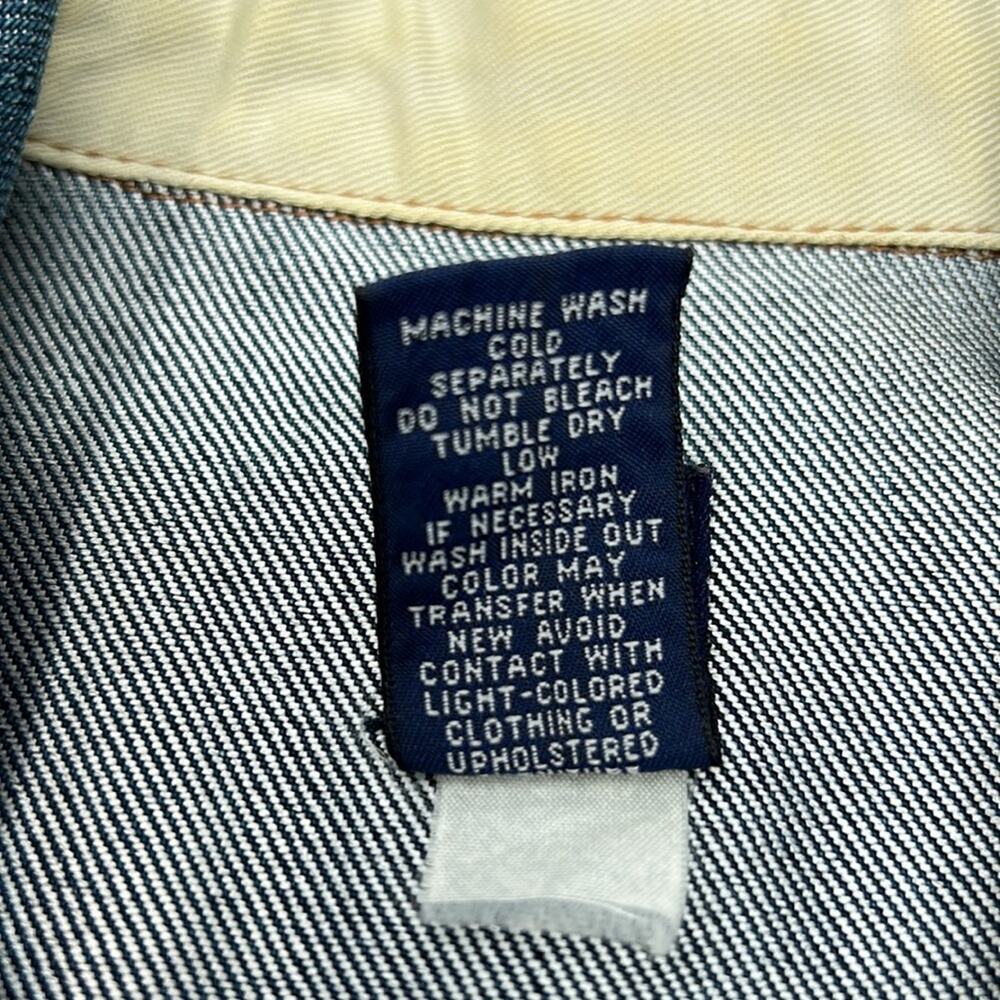 MACHINE WASH
COLD
SEPARATELY
DO NOT BLEACH
TUMBLE DRY
LOW
WARM IRON
IF NECESSARY
WASH INSIDE OUT
COLOR MAY
TRANSFER WHEN
NEW AVOID
CONTACT WITH
LIGHT-COLORED
CLOTHING OR
UPHOLSTERED